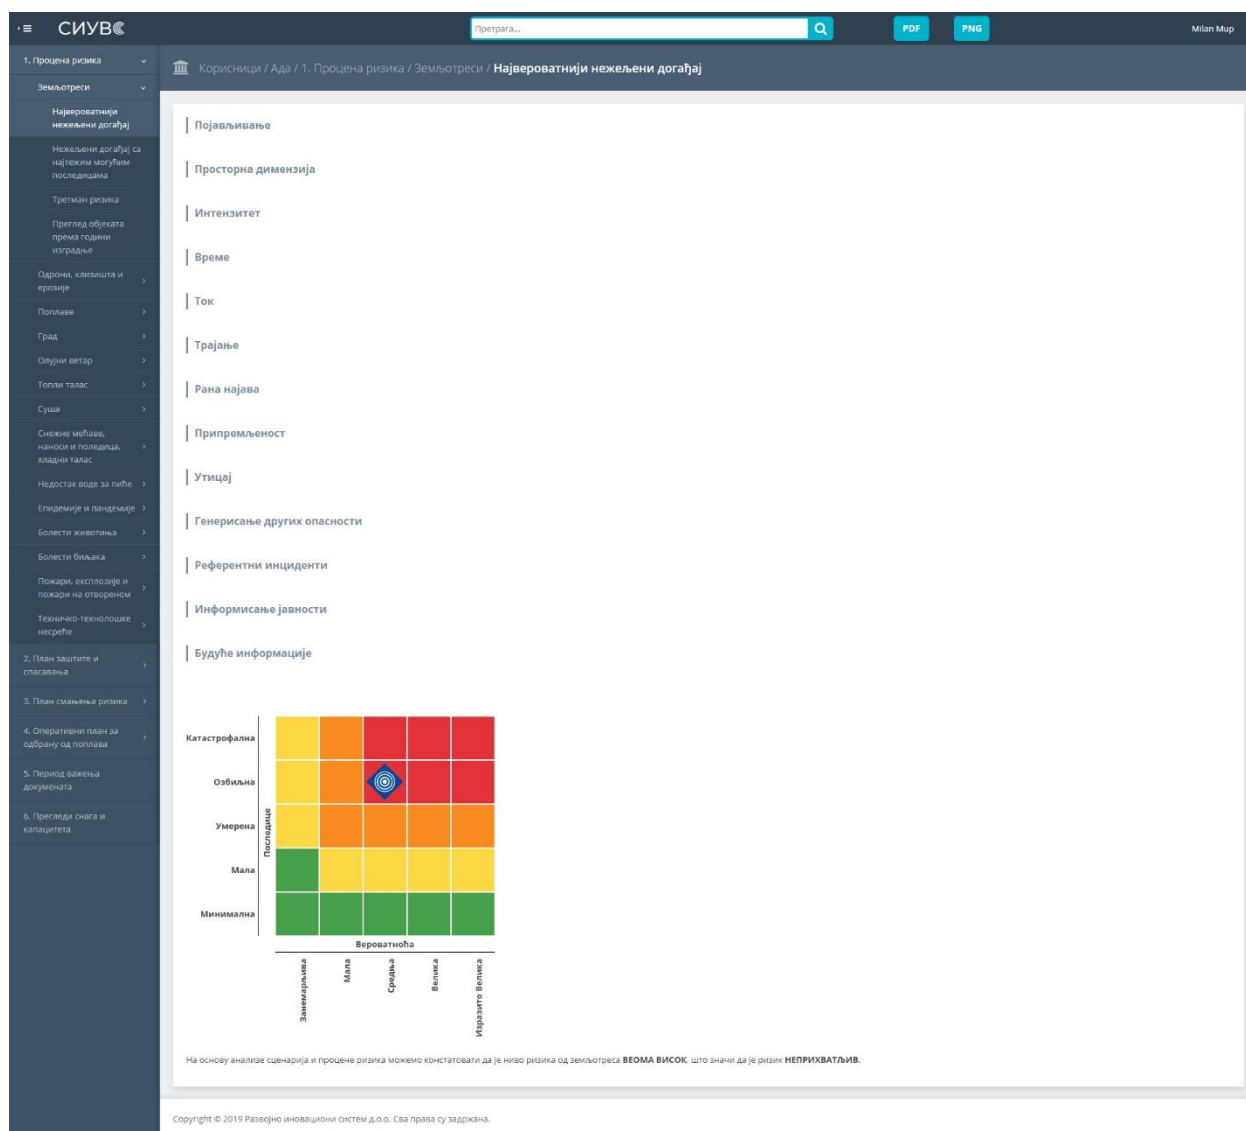 СИУВС
Претрага...
PDF
PNG
Milan Mup
1. Процена ризика
Земљотреси
Највероватнији
нежељени догађај
Нежељени догађај са
најтежим могућим
последицама
Третман ризика
Преглед објеката
према години
изградње
Одрони, клизишта и
ерозије
Поплаве
Град
Олујни ветар
Топли талас
Суша
Снежне мећаве,
наноси и поледица,
хладни талас
Недостак воде за пиће
Епидемије и пандемије
Болести животиња
Болести биљака
Пожари, експлозије и
пожари на отвореном
Техничко-технолошке
несреће
2. План заштите и
спасавања
3. План смањења ризика
4. Оперативни план за
одбрану од поплава
5. Период важења
документа
6. Прегледи снага и
капацитета
Корисници / Ада / 1. Процена ризика / Земљотреси / Највероватнији нежељени догађај
Појављивање
Просторна димензија
Интензитет
Време
Ток
Трајање
Рана најава
Припремљеност
Утицај
Генерисање других опасности
Референтни инциденти
Информисање јавности
Будуће информације
Катастрофална
Озбиљна
Умерена
Мала
Минимална
Последице
Вероватноћа
Занемарљива
Мала
Средња
Велика
Изразито Велика
На основу анализе сценарија и процене ризика можемо констатовати да је ниво ризика од земљотреса ВЕОМА ВИСОК, што значи да је ризик НЕПРИХВАТЉИВ.
Copyright © 2019 Развојно иновациони систем д.о.о. Сва права су задржана.